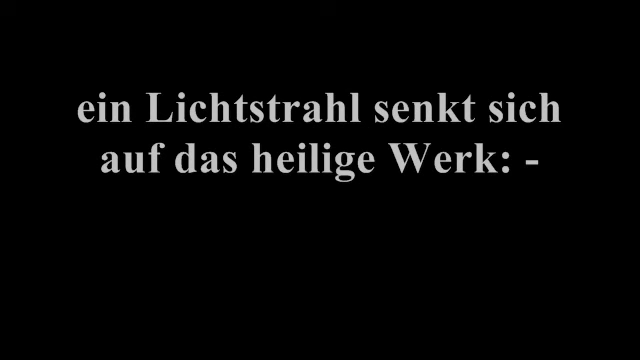 ein Lichtstrahl senkt sich
auf das heilige Werk: -